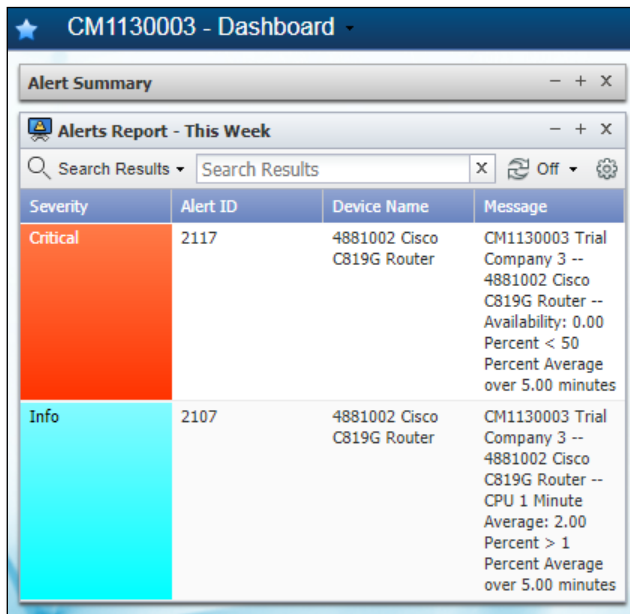 CM1130003 - Dashboard
Alert Summary
Alerts Report - This Week
Search Results Search Results X Off
Severity Alert ID Device Name Message
Critical 2117 4881002 Cisco CM1130003 Trial
C819G Router Company 3 --
4881002 Cisco
C819G Router --
Availability: 0.00
Percent < 50
Percent Average
over 5.00 minutes
Info 2107 4881002 Cisco CM1130003 Trial
C819G Router Company 3 --
4881002 Cisco
C819G Router --
CPU 1 Minute
Average: 2.00
Percent > 1
Percent Average
over 5.00 minutes